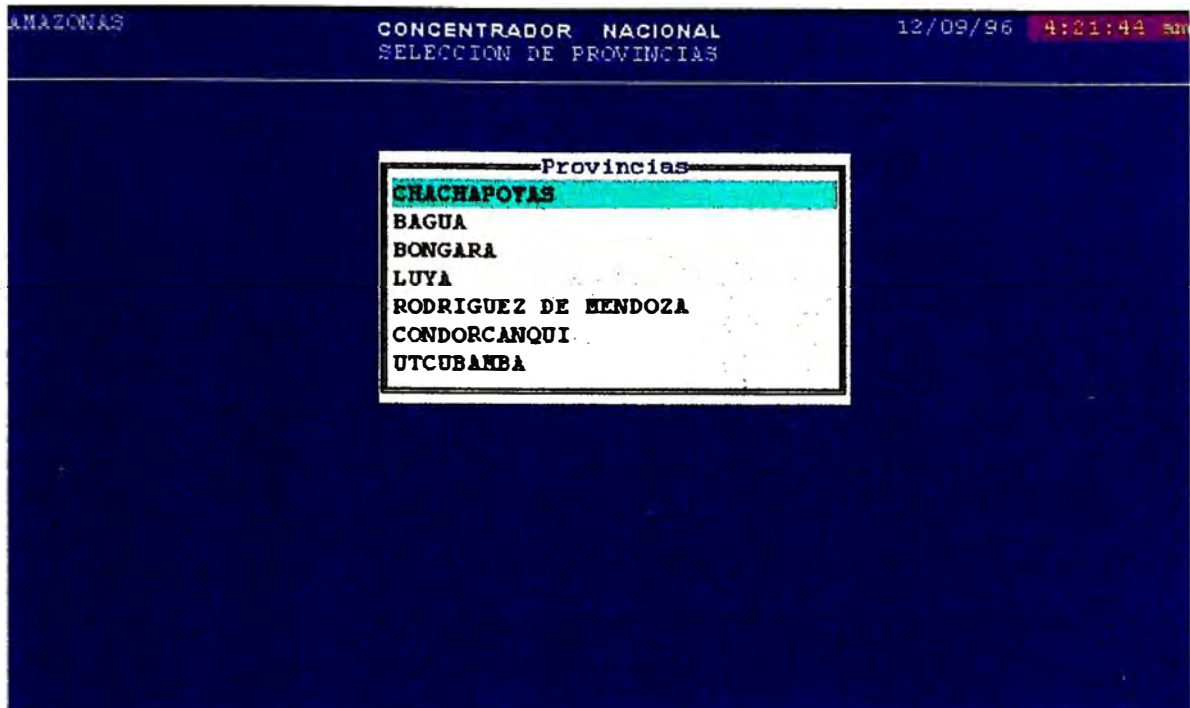 AMAZONAS
CONCENTRADOR NACIONAL
12/09/96 4:21:44 am
SELECCION DE PROVINCIAS
Provincias
CHACHAPOYAS
BAGUA
BONGARA
LUYA
RODRIGUEZ DE MENDOZA
CONDORCANQUI
UTCUBAMBA